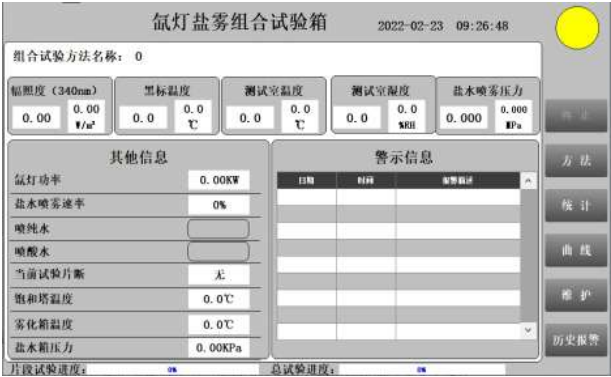 氙灯盐雾组合试验箱 2022-02-23 09:26:48
组合试验方法名称： 0
辐照度（340nm） 黑标温度 测试室温度 测试室湿度 盐水喷雾压力
0.00 0.00 W/m² 0.0 0.0 ℃ 0.0 0.0 ℃ 0.0 0.0 %RH 0.000 0.000 MPa
终 止
其他信息
氙灯功率 0.00KW
盐水喷雾速率 0%
喷纯水
喷酸水
当前试验片断 无
饱和塔温度 0.0℃
雾化箱温度 0.0℃
盐水箱压力 0.00KPa
警示信息
日期 时间 报警描述
方 法
统 计
曲 线
维 护
历史报警
片段试验进度： 0% 总试验进度： 0%